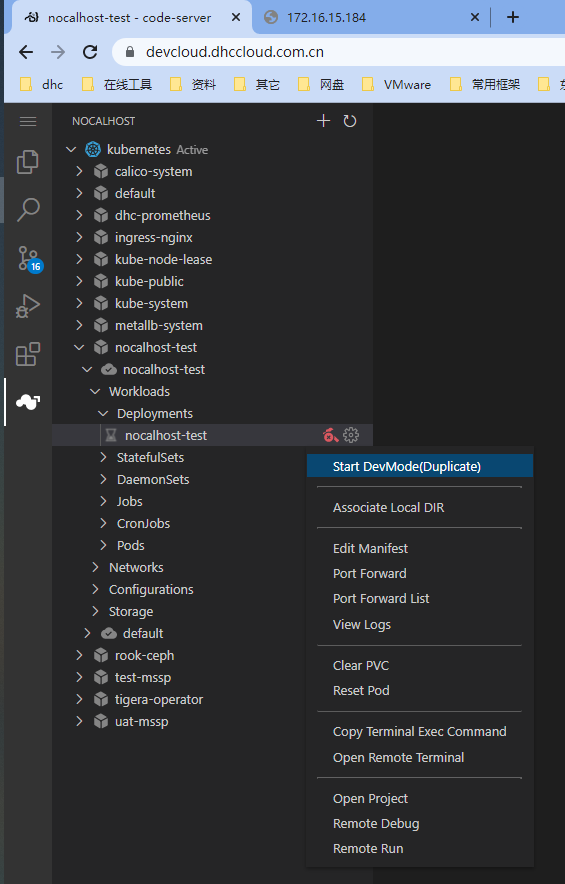 nocalhost-test - code-server
172.16.15.184
devcloud.dhccloud.com.cn
dhc 在线工具 资料 其它 网盘 VMware 常用框架
NOCALHOST
kubernetes Active
calico-system
default
dhc-prometheus
ingress-nginx
kube-node-lease
16
kube-public
kube-system
metallb-system
nocalhost-test
nocalhost-test
Workloads
Deployments
nocalhost-test
StatefulSets
DaemonSets
Jobs
CronJobs
Pods
Networks
Configurations
Storage
default
rook-ceph
test-mssp
tigera-operator
uat-mssp
Start DevMode(Duplicate)
Associate Local DIR
Edit Manifest
Port Forward
Port Forward List
View Logs
Clear PVC
Reset Pod
Copy Terminal Exec Command
Open Remote Terminal
Open Project
Remote Debug
Remote Run